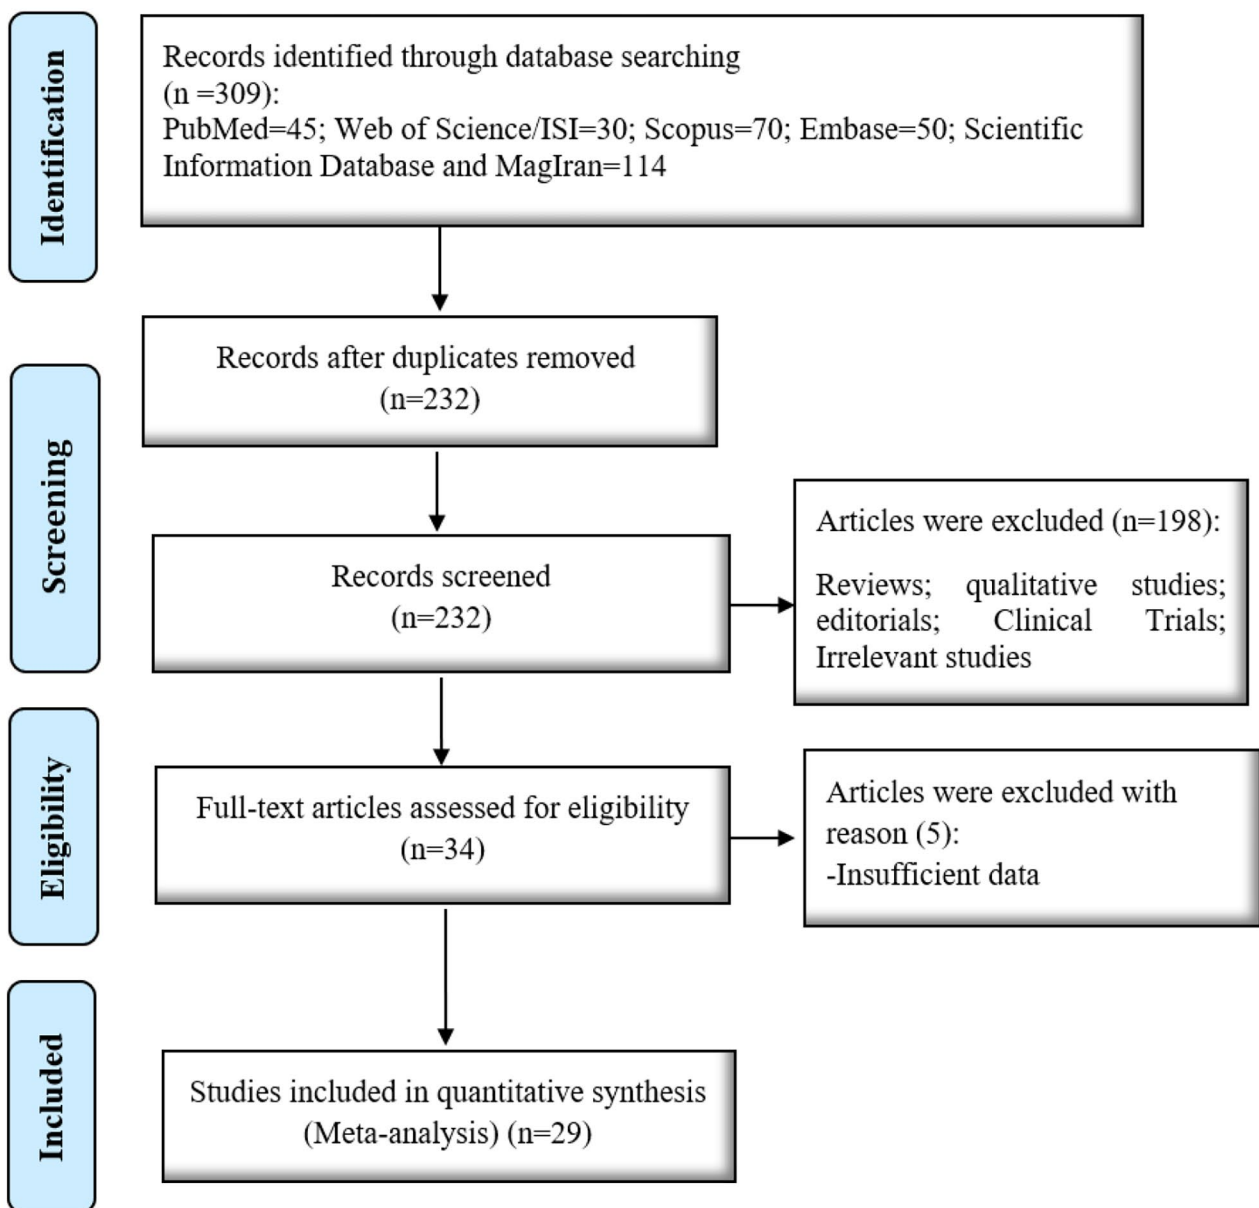 Identification
Records identified through database searching
(n =309):
PubMed=45; Web of Science/ISI=30; Scopus=70; Embase=50; Scientific
Information Database and MagIran=114
Screening
Records after duplicates removed
(n=232)
Records screened
(n=232)
Articles were excluded (n=198):
Reviews; qualitative studies;
editorials; Clinical Trials;
Irrelevant studies
Eligibility
Full-text articles assessed for eligibility
(n=34)
Articles were excluded with
reason (5):
-Insufficient data
Included
Studies included in quantitative synthesis
(Meta-analysis) (n=29)